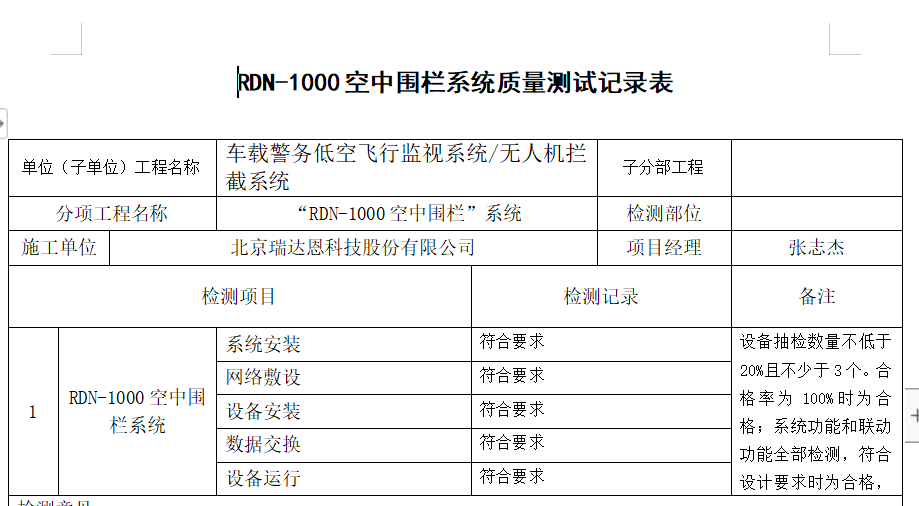 RDN-1000空中围栏系统质量测试记录表
单位（子单位）工程名称
车载警务低空飞行监视系统/无人机拦
截系统
子分部工程
分项工程名称
“RDN-1000空中围栏”系统
检测部位
施工单位
北京瑞达恩科技股份有限公司
项目经理
张志杰
检测项目
检测记录
备注
1
RDN-1000空中围
栏系统
系统安装
符合要求
网络敷设
符合要求
设备安装
符合要求
数据交换
符合要求
设备运行
符合要求
设备抽检数量不低于
20%且不少于3个。合
格率为100%时为合
格；系统功能和联动
功能全部检测，符合
设计要求时为合格，
检测意见